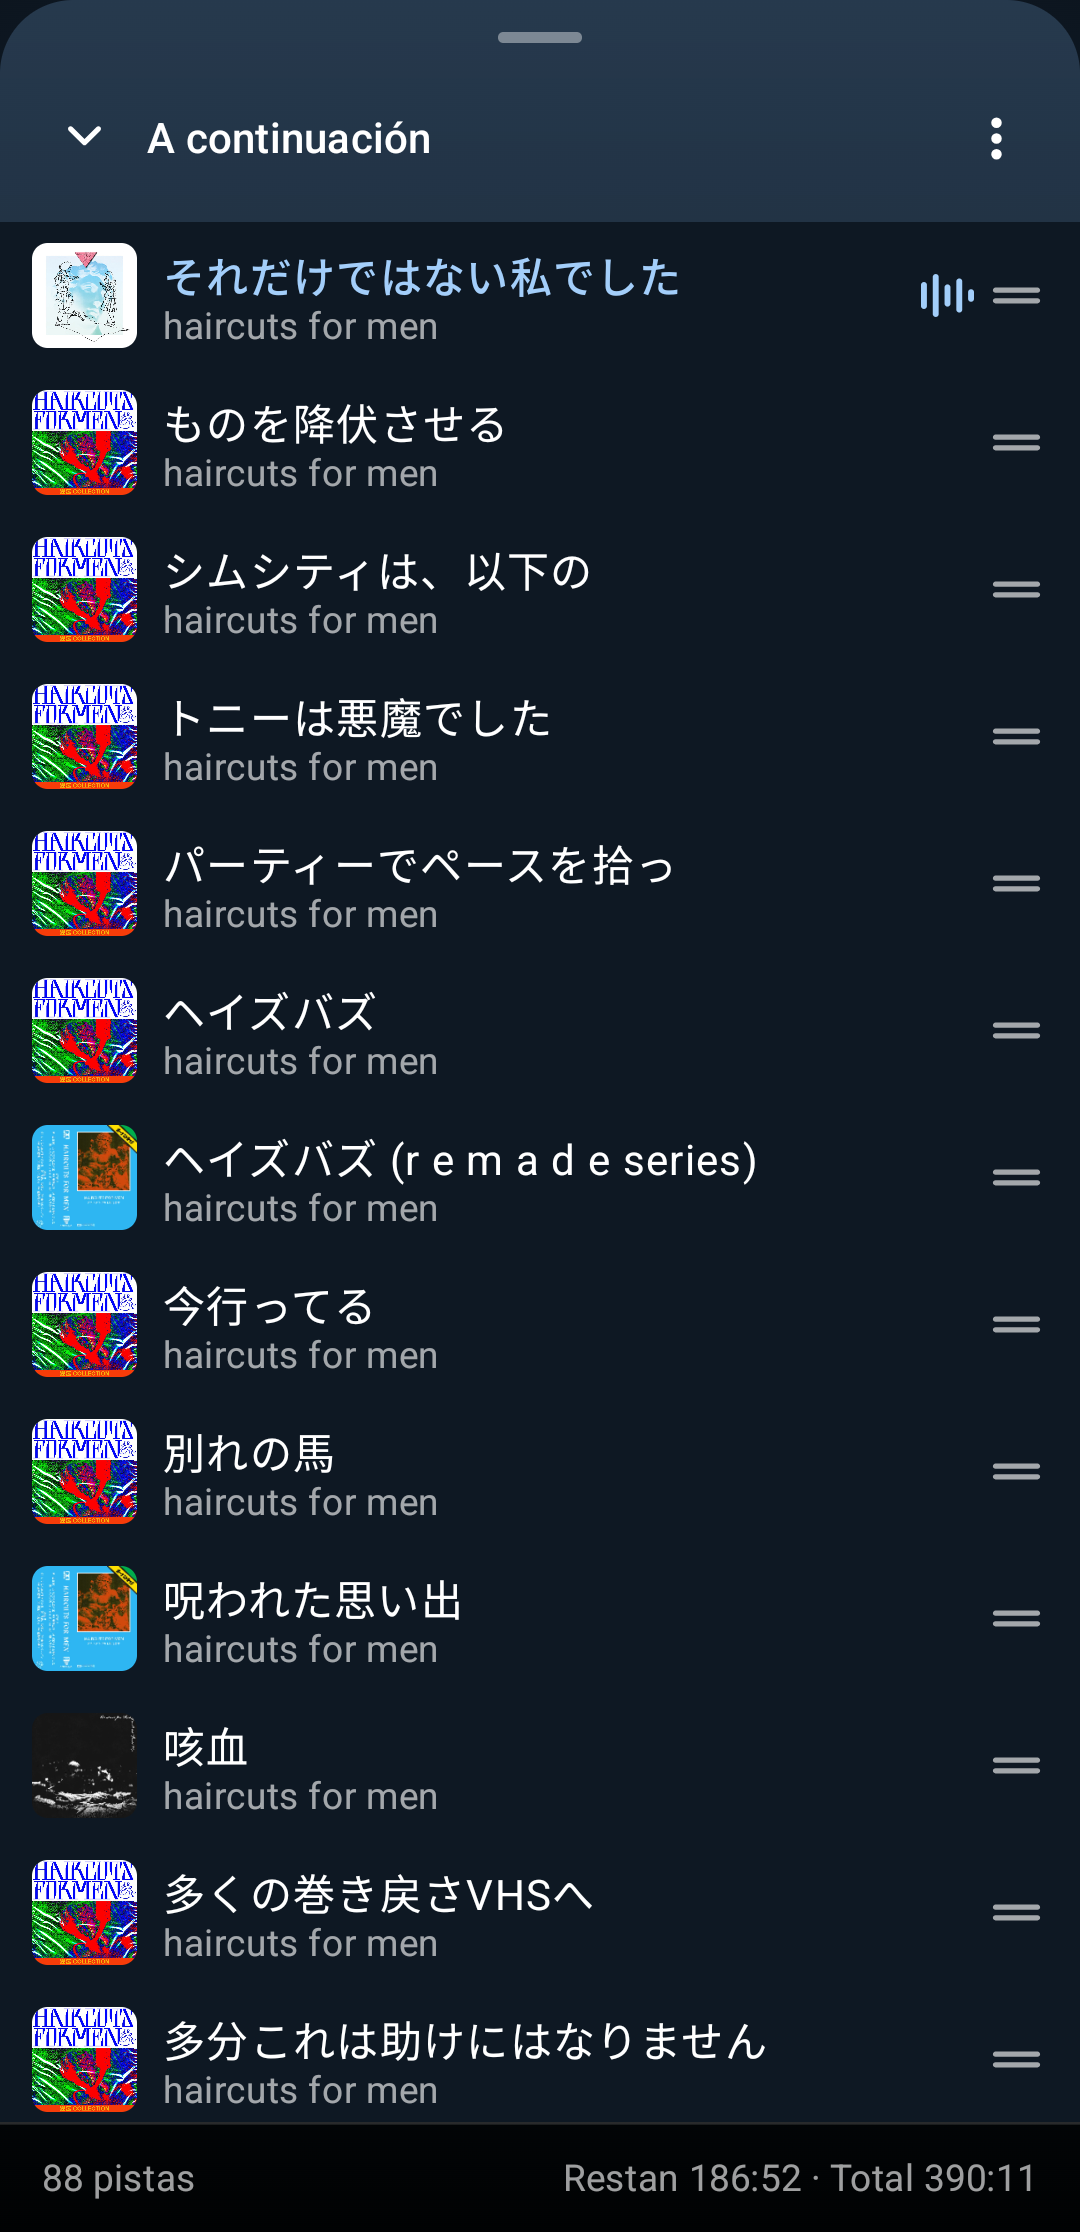 A continuación
それだけではない私でした
haircuts for men
ものを降伏させる
haircuts for men
シムシティは、以下の
haircuts for men
トニーは悪魔でした
haircuts for men
パーティーでペースを拾っ
haircuts for men
ヘイズバズ
haircuts for men
ヘイズバズ (r e m a d e series)
haircuts for men
今行ってる
haircuts for men
別れの馬
haircuts for men
呪われた思い出
haircuts for men
咳血
haircuts for men
多くの巻き戻さVHSへ
haircuts for men
多分これは助けにはなりません
haircuts for men
88 pistas
Restan 186:52 · Total 390:11